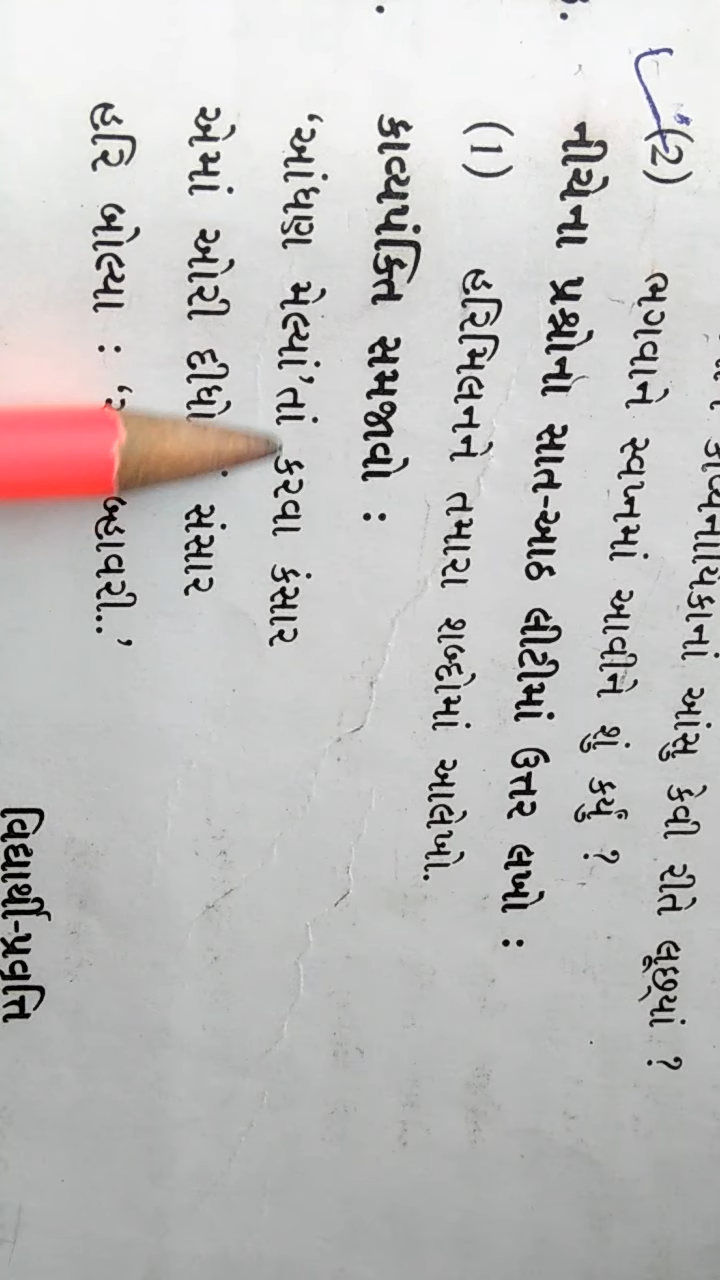 કાવ્યનાયિકાનાં આંસુ કેવી રીતે લૂછ્યાં ?
(2) ભગવાને સ્વપ્નમાં આવીને શું કર્યું ?
નીચેના પ્રશ્નોનો સાત-આઠ લીટીમાં ઉત્તર લખો :
(1) હરિમિલનને તમારા શબ્દોમાં આલેખો.
કાવ્યપંક્તિ સમજાવો :
‘આંધણ મેલ્યાં’તાં કરવા કંસાર
એમાં ઓરી દીધો સંસાર
હરિ બોલ્યા :
વિદ્યાર્થી-પ્રવૃત્તિ